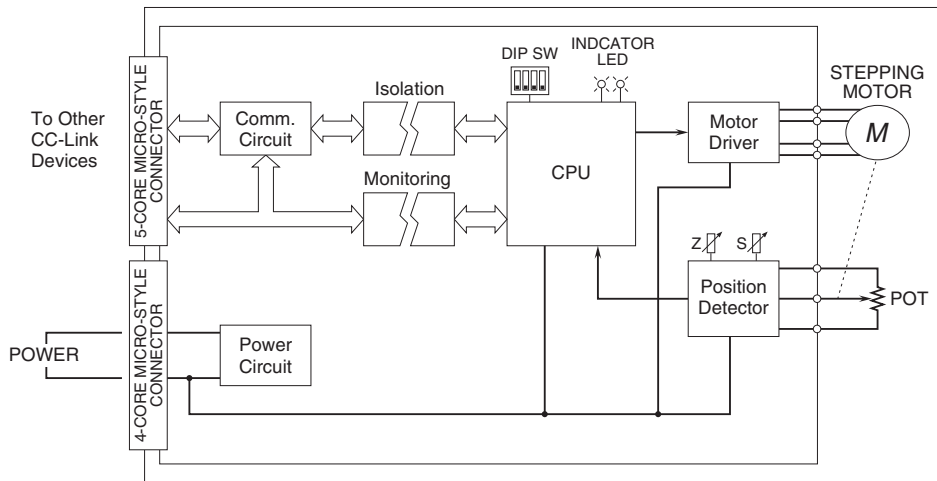 DIP SW
INDCATOR
LED
STEPPING
MOTOR
To Other
CC-Link
Devices
5-CORE MICRO-STYLE
CONNECTOR
Comm.
Circuit
Isolation
Monitoring
CPU
Motor
Driver
M
Z
S
Position
Detector
POT
POWER
4-CORE MICRO-STYLE
CONNECTOR
Power
Circuit